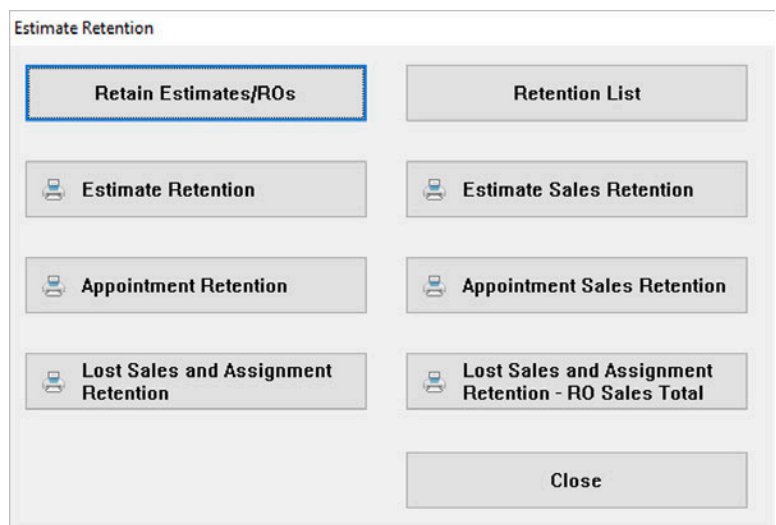 Estimate Retention
Retain Estimates/ROs
Retention List
Estimate Retention
Estimate Sales Retention
Appointment Retention
Appointment Sales Retention
Lost Sales and Assignment
Retention
Lost Sales and Assignment
Retention - RO Sales Total
Close